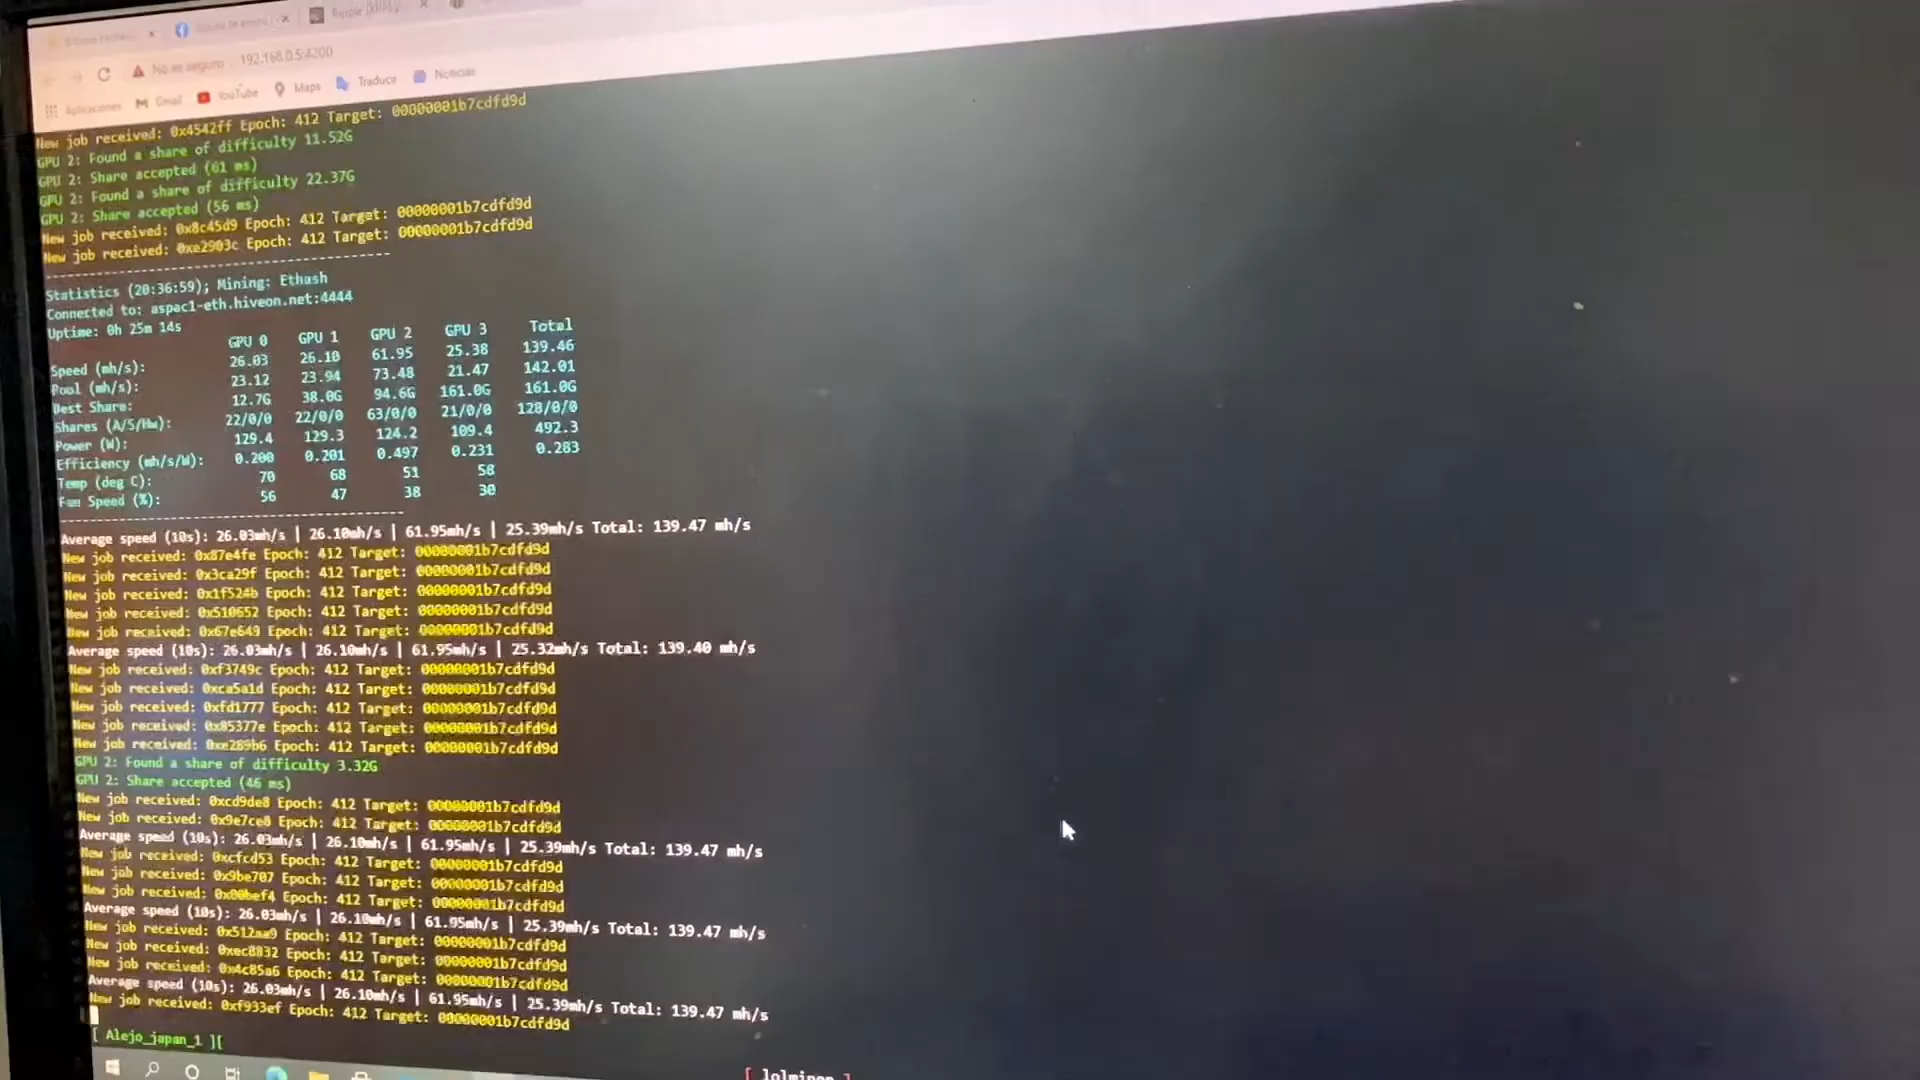 Ripple (XRP)
No es seguro 192.168.0.5:4200
Aplicaciones Gmail YouTube Maps Traducir Noticias
New job received: 0x4542ff Epoch: 412 Target: 00000001b7cdfd9d
GPU 2: Found a share of difficulty 11.52G
GPU 2: Share accepted (61 ms)
GPU 2: Found a share of difficulty 22.37G
GPU 2: Share accepted (56 ms)
New job received: 0x8c45d9 Epoch: 412 Target: 00000001b7cdfd9d
New job received: 0xe2903c Epoch: 412 Target: 00000001b7cdfd9d
Statistics (20:36:59); Mining: Ethash
Connected to: aspac1-eth.hiveon.net:4444
Uptime: 0h 25m 14s
GPU 0 GPU 1 GPU 2 GPU 3 Total
Speed (mh/s): 26.03 26.10 61.95 25.38 139.46
Pool (mh/s): 23.12 23.94 73.48 21.47 142.01
Best Share: 12.7G 38.0G 94.6G 161.0G 161.0G
Shares (A/S/Hw): 22/0/0 22/0/0 63/0/0 21/0/0 128/0/0
Power (W): 129.4 129.3 124.2 109.4 492.3
Efficiency (mh/s/W): 0.200 0.201 0.497 0.231 0.283
Temp (deg C): 70 68 51 58
Fan Speed (%): 56 47 38 30
Average speed (10s): 26.03mh/s | 26.10mh/s | 61.95mh/s | 25.39mh/s Total: 139.47 mh/s
New job received: 0x87e4fe Epoch: 412 Target: 00000001b7cdfd9d
New job received: 0x3ca29f Epoch: 412 Target: 00000001b7cdfd9d
New job received: 0x1f524b Epoch: 412 Target: 00000001b7cdfd9d
New job received: 0x510652 Epoch: 412 Target: 00000001b7cdfd9d
New job received: 0x67e649 Epoch: 412 Target: 00000001b7cdfd9d
Average speed (10s): 26.03mh/s | 26.10mh/s | 61.95mh/s | 25.32mh/s Total: 139.40 mh/s
New job received: 0xf3749c Epoch: 412 Target: 00000001b7cdfd9d
New job received: 0xca5a1d Epoch: 412 Target: 00000001b7cdfd9d
New job received: 0xfd1777 Epoch: 412 Target: 00000001b7cdfd9d
New job received: 0x85377e Epoch: 412 Target: 00000001b7cdfd9d
New job received: 0xe289b6 Epoch: 412 Target: 00000001b7cdfd9d
GPU 2: Found a share of difficulty 3.32G
GPU 2: Share accepted (46 ms)
New job received: 0xcd9de8 Epoch: 412 Target: 00000001b7cdfd9d
New job received: 0x9e7ce8 Epoch: 412 Target: 00000001b7cdfd9d
Average speed (10s): 26.03mh/s | 26.10mh/s | 61.95mh/s | 25.39mh/s Total: 139.47 mh/s
New job received: 0xcfcd53 Epoch: 412 Target: 00000001b7cdfd9d
New job received: 0x9be707 Epoch: 412 Target: 00000001b7cdfd9d
New job received: 0x00bef4 Epoch: 412 Target: 00000001b7cdfd9d
Average speed (10s): 26.03mh/s | 26.10mh/s | 61.95mh/s | 25.39mh/s Total: 139.47 mh/s
New job received: 0x512aa9 Epoch: 412 Target: 00000001b7cdfd9d
New job received: 0xec8832 Epoch: 412 Target: 00000001b7cdfd9d
New job received: 0x4c85a6 Epoch: 412 Target: 00000001b7cdfd9d
Average speed (10s): 26.03mh/s | 26.10mh/s | 61.95mh/s | 25.39mh/s Total: 139.47 mh/s
New job received: 0xf933ef Epoch: 412 Target: 00000001b7cdfd9d
[ Alejo_japan_1 ][
[ lolminer ]